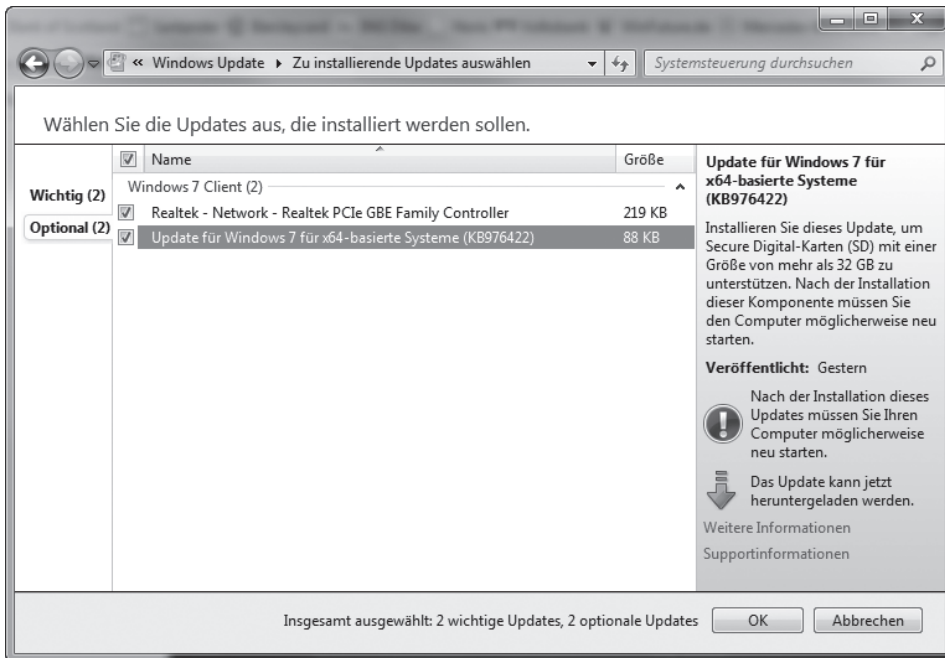 « Windows Update ▸ Zu installierende Updates auswählen
Systemsteuerung durchsuchen
Wählen Sie die Updates aus, die installiert werden sollen.
Wichtig (2)
Optional (2)
Name Größe
Windows 7 Client (2)
Realtek - Network - Realtek PCIe GBE Family Controller 219 KB
Update für Windows 7 für x64-basierte Systeme (KB976422) 88 KB
Update für Windows 7 für
x64-basierte Systeme
(KB976422)
Installieren Sie dieses Update, um
Secure Digital-Karten (SD) mit einer
Größe von mehr als 32 GB zu
unterstützen. Nach der Installation
dieser Komponente müssen Sie
den Computer möglicherweise neu
starten.
Veröffentlicht: Gestern
Nach der Installation dieses
Updates müssen Sie Ihren
Computer möglicherweise
neu starten.
Das Update kann jetzt
heruntergeladen werden.
Weitere Informationen
Supportinformationen
Insgesamt ausgewählt: 2 wichtige Updates, 2 optionale Updates
OK
Abbrechen